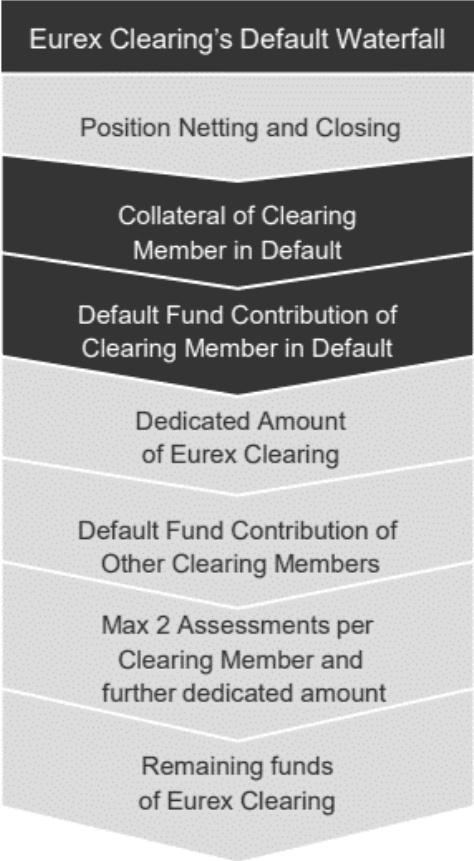 Eurex Clearing’s Default Waterfall
Position Netting and Closing
Collateral of Clearing
Member in Default
Default Fund Contribution of
Clearing Member in Default
Dedicated Amount
of Eurex Clearing
Default Fund Contribution of
Other Clearing Members
Max 2 Assessments per
Clearing Member and
further dedicated amount
Remaining funds
of Eurex Clearing